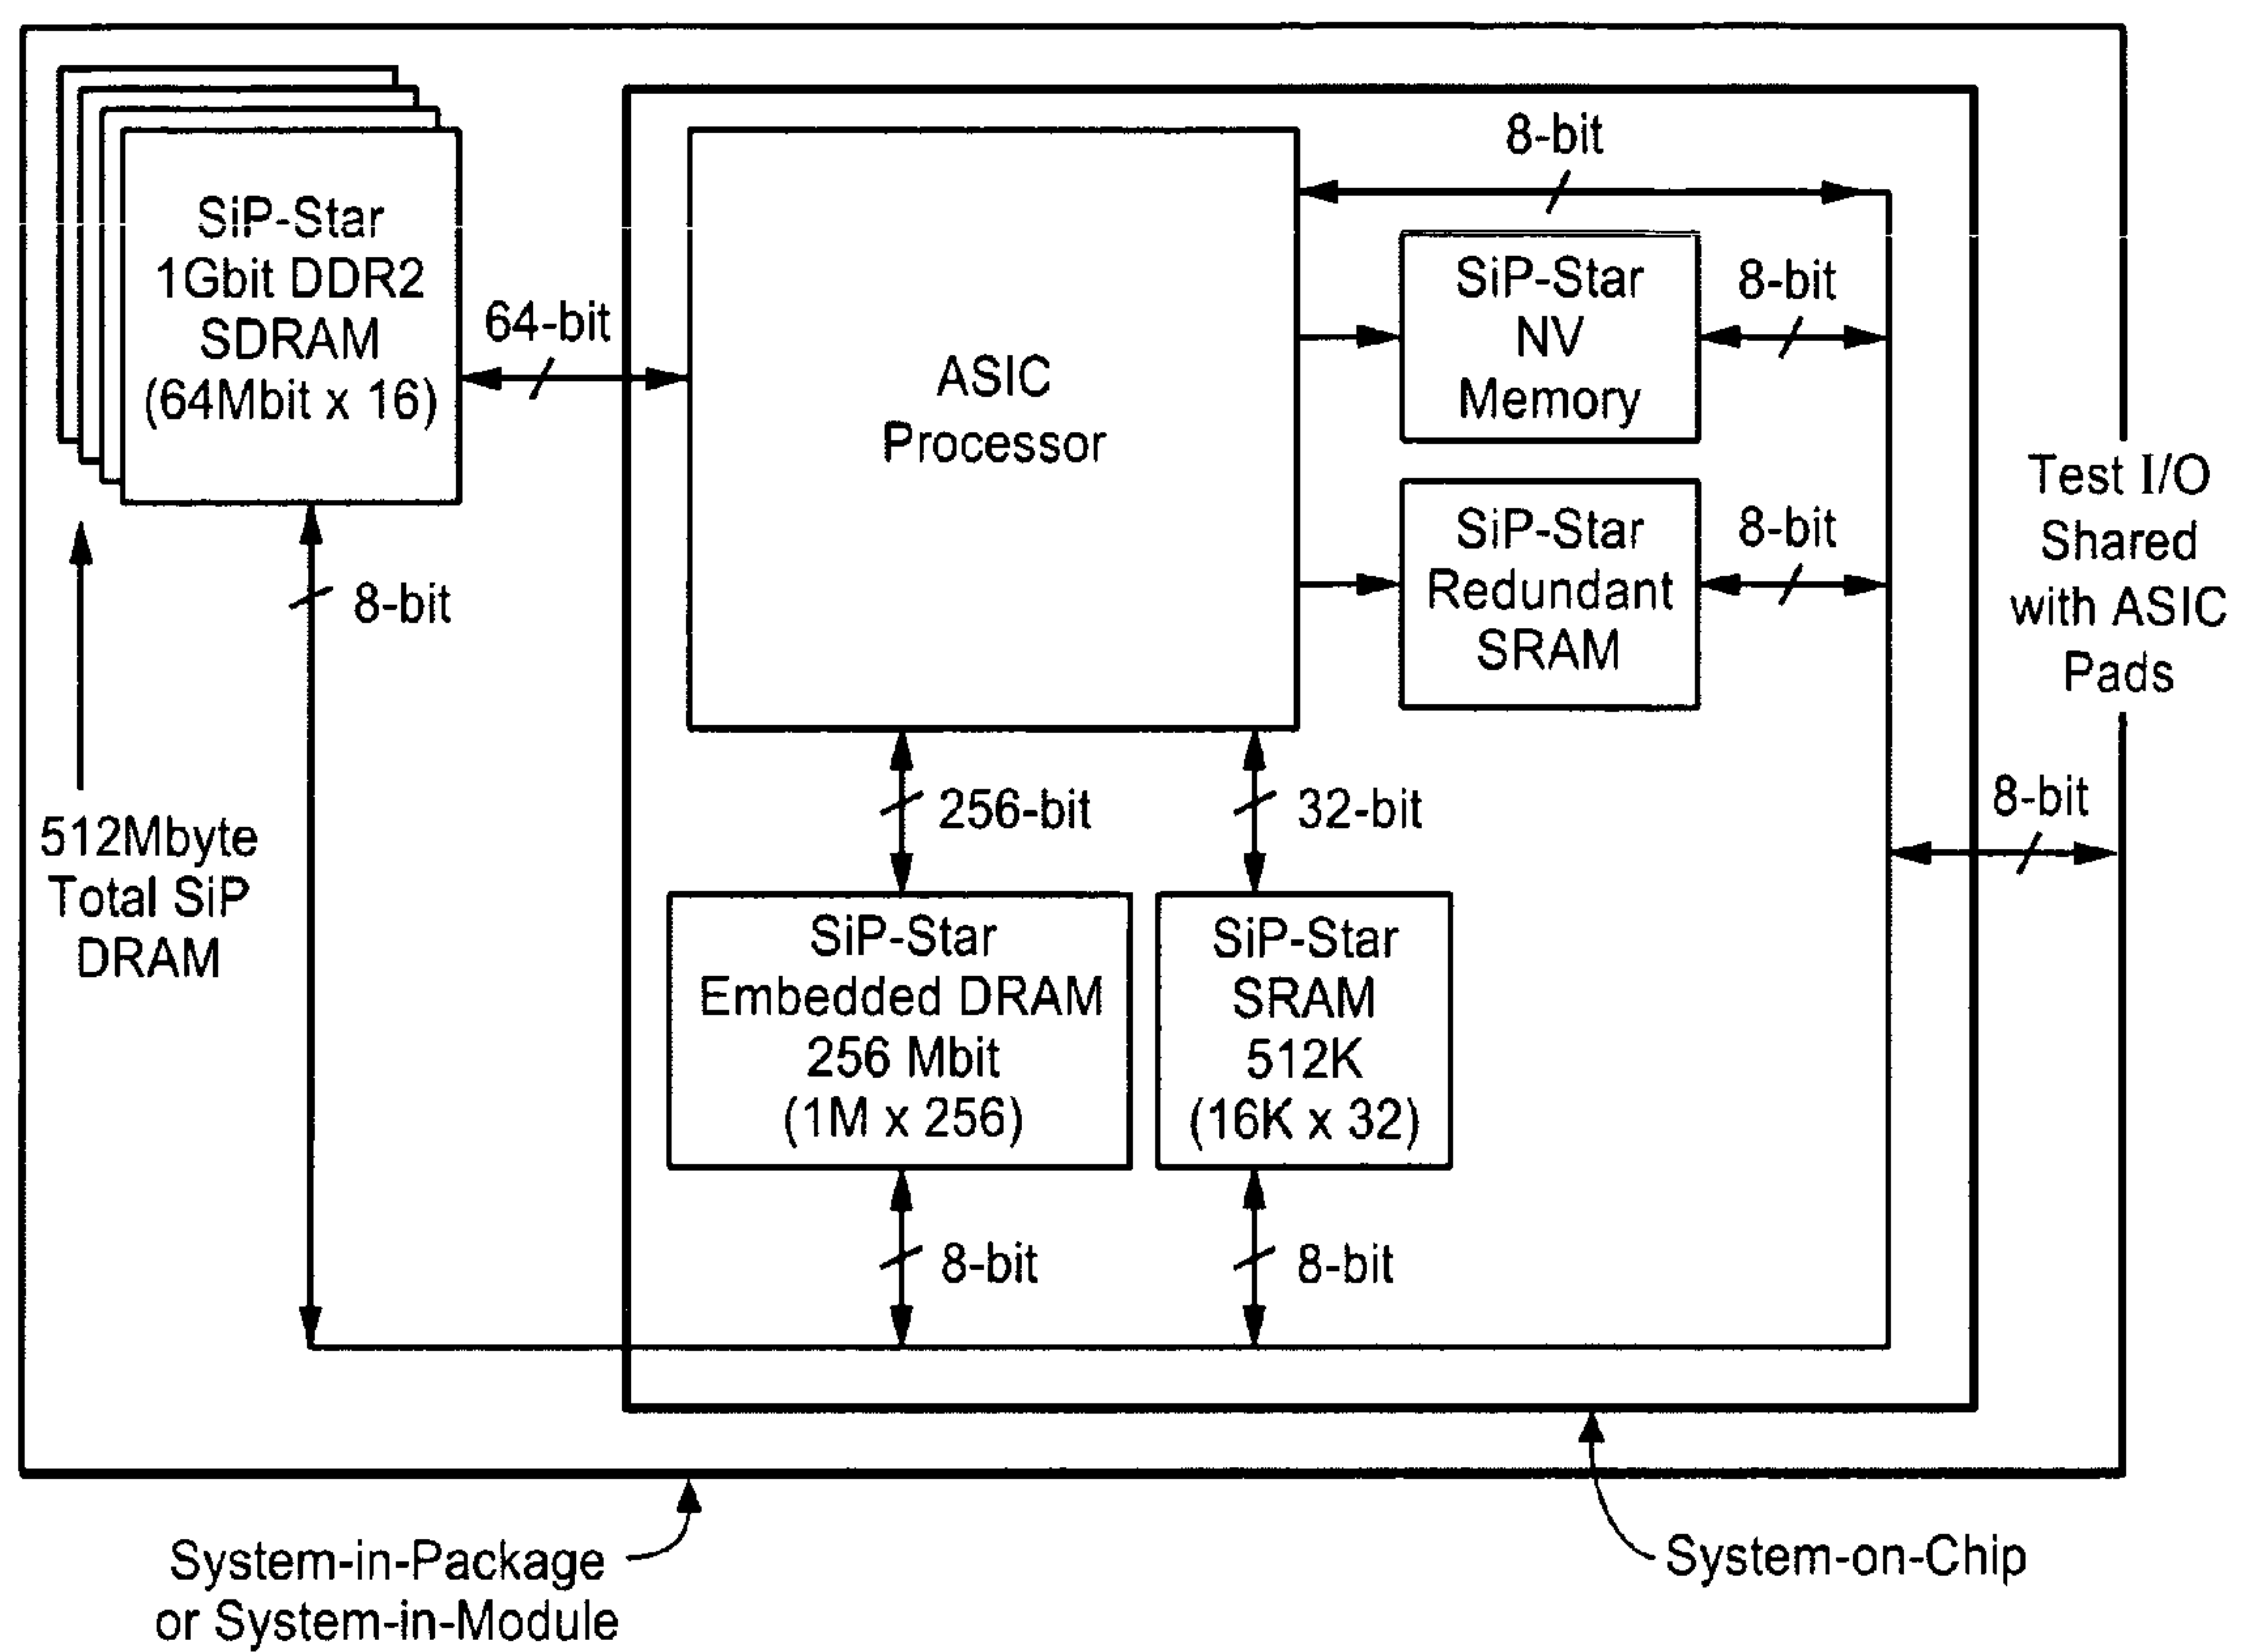 SiP-Star
1Gbit DDR2
SDRAM
(64Mbit x 16)
64-bit
8-bit
512Mbyte
Total SiP
DRAM
ASIC
Processor
8-bit
SiP-Star
NV
Memory
8-bit
SiP-Star
Redundant
SRAM
8-bit
Test I/O
Shared
with ASIC
Pads
8-bit
256-bit
32-bit
SiP-Star
Embedded DRAM
256 Mbit
(1M x 256)
SiP-Star
SRAM
512K
(16K x 32)
8-bit
8-bit
System-in-Package
or System-in-Module
System-on-Chip